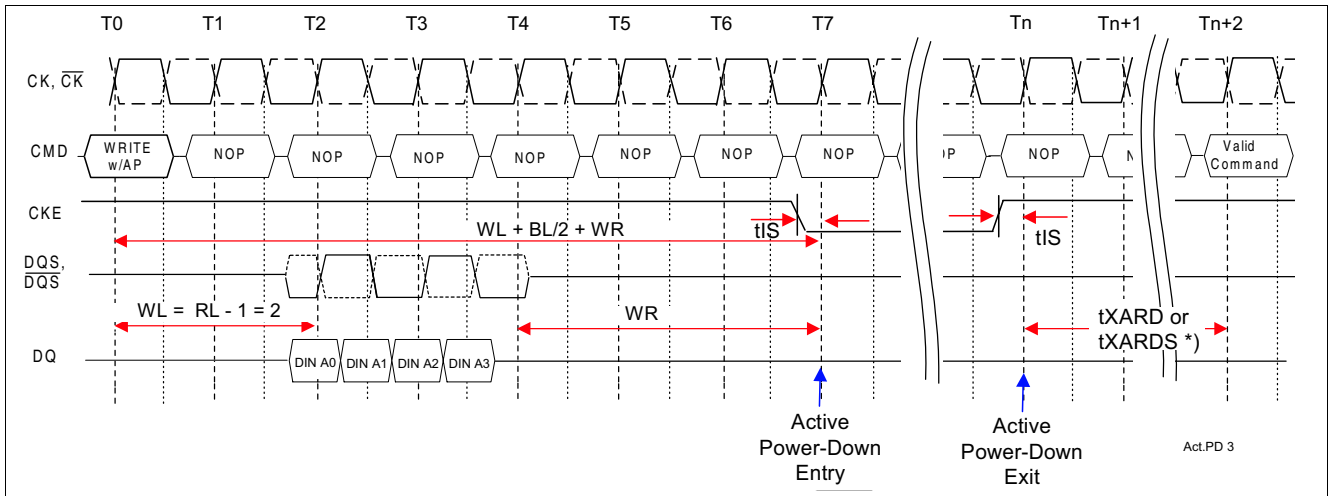 T0 T1 T2 T3 T4 T5 T6 T7 Tn Tn+1 Tn+2
CK, CK
CMD WRITE w/AP NOP NOP NOP NOP NOP NOP NOP OP NOP N Valid Command
CKE
tIS
tIS
WL + BL/2 + WR
DQS,
DQS
WL = RL - 1 = 2
WR
tXARD or
tXARDS *)
DQ DIN A0 DIN A1 DIN A2 DIN A3
Active
Power-Down
Entry
Active
Power-Down
Exit
Act.PD 3